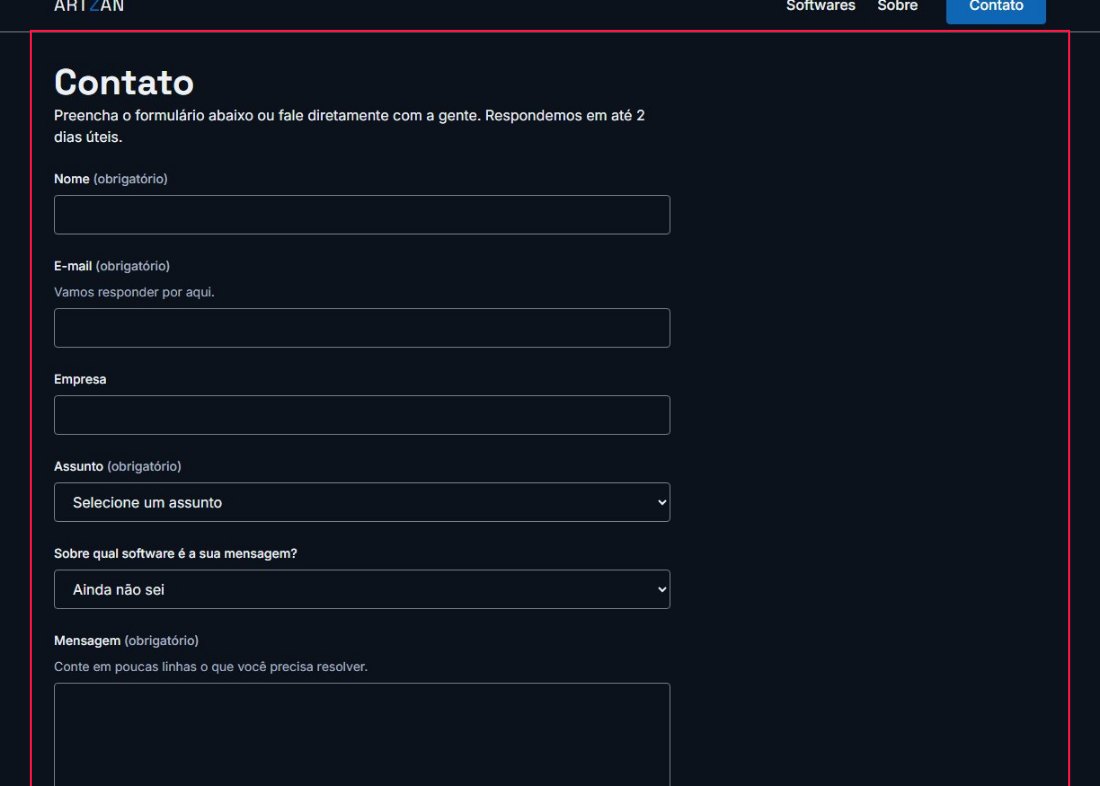 ARTZAN
Softwares Sobre Contato
Contato
Preencha o formulário abaixo ou fale diretamente com a gente. Respondemos em até 2
dias úteis.
Nome (obrigatório)
E-mail (obrigatório)
Vamos responder por aqui.
Empresa
Assunto (obrigatório)
Selecione um assunto
Sobre qual software é a sua mensagem?
Ainda não sei
Mensagem (obrigatório)
Conte em poucas linhas o que você precisa resolver.